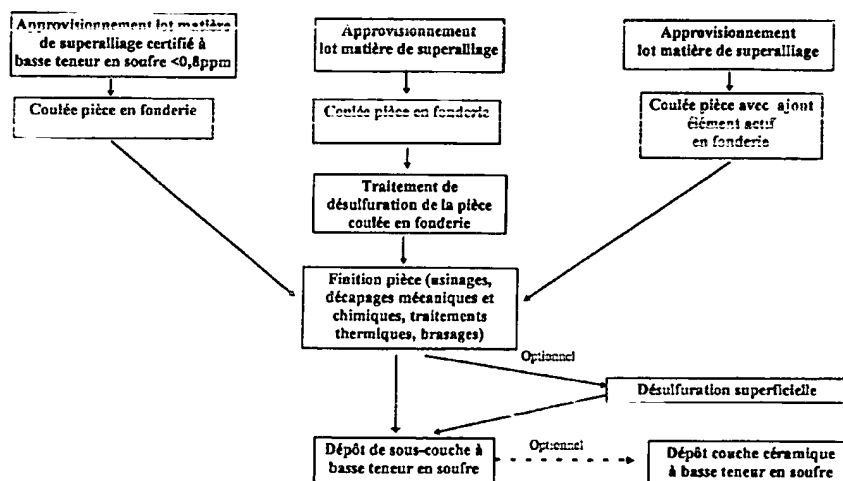 Approvisionnement lot matière
de superalliage certifié à
basse teneur en soufre <0,8ppm
Approvisionnement
lot matière de superalliage
Approvisionnement
lot matière de superalliage
Coulée pièce en fonderie
Coulée pièce en fonderie
Coulée pièce avec ajout
élément actif
en fonderie
Traitement de
désulfuration de la pièce
coulée en fonderie
Finition pièce (usinages,
décapages mécaniques et
chimiques, traitements
thermiques, brasages)
Optionnel
Désulfuration superficielle
Dépôt de sous-couche à
basse teneur en soufre
Optionnel
Dépôt couche céramique
à basse teneur en soufre